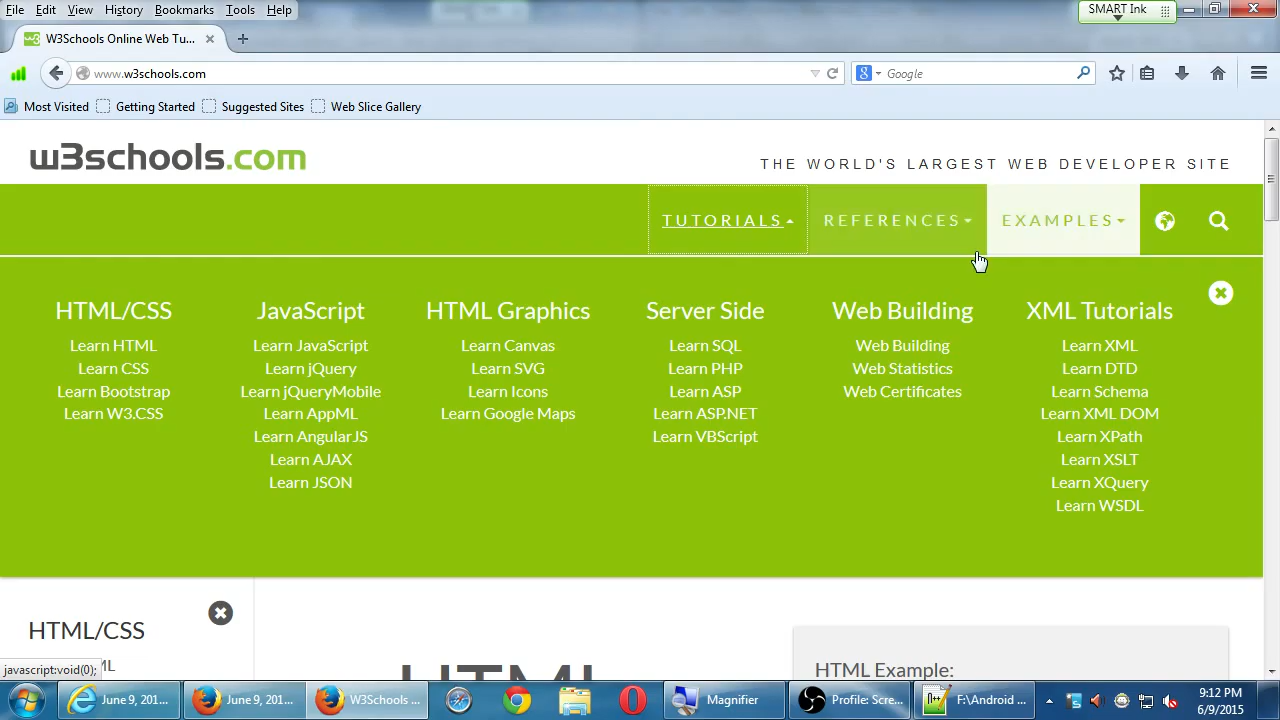 File Edit View History Bookmarks Tools Help
SMART Ink
W3Schools Online Web Tu...
www.w3schools.com
Google
Most Visited Getting Started Suggested Sites Web Slice Gallery
w3schools.com
THE WORLD'S LARGEST WEB DEVELOPER SITE
TUTORIALS REFERENCES EXAMPLES
HTML/CSS
Learn HTML
Learn CSS
Learn Bootstrap
Learn W3.CSS
JavaScript
Learn JavaScript
Learn jQuery
Learn jQueryMobile
Learn AppML
Learn AngularJS
Learn AJAX
Learn JSON
HTML Graphics
Learn Canvas
Learn SVG
Learn Icons
Learn Google Maps
Server Side
Learn SQL
Learn PHP
Learn ASP
Learn ASP.NET
Learn VBScript
Web Building
Web Building
Web Statistics
Web Certificates
XML Tutorials
Learn XML
Learn DTD
Learn Schema
Learn XML DOM
Learn XPath
Learn XSLT
Learn XQuery
Learn WSDL
HTML/CSS
HTML
HTML Example:
javascript:void(0);
June 9, 201... June 9, 201... W3Schools ... Magnifier Profile: Scre... F:\Android ...
9:12 PM
6/9/2015